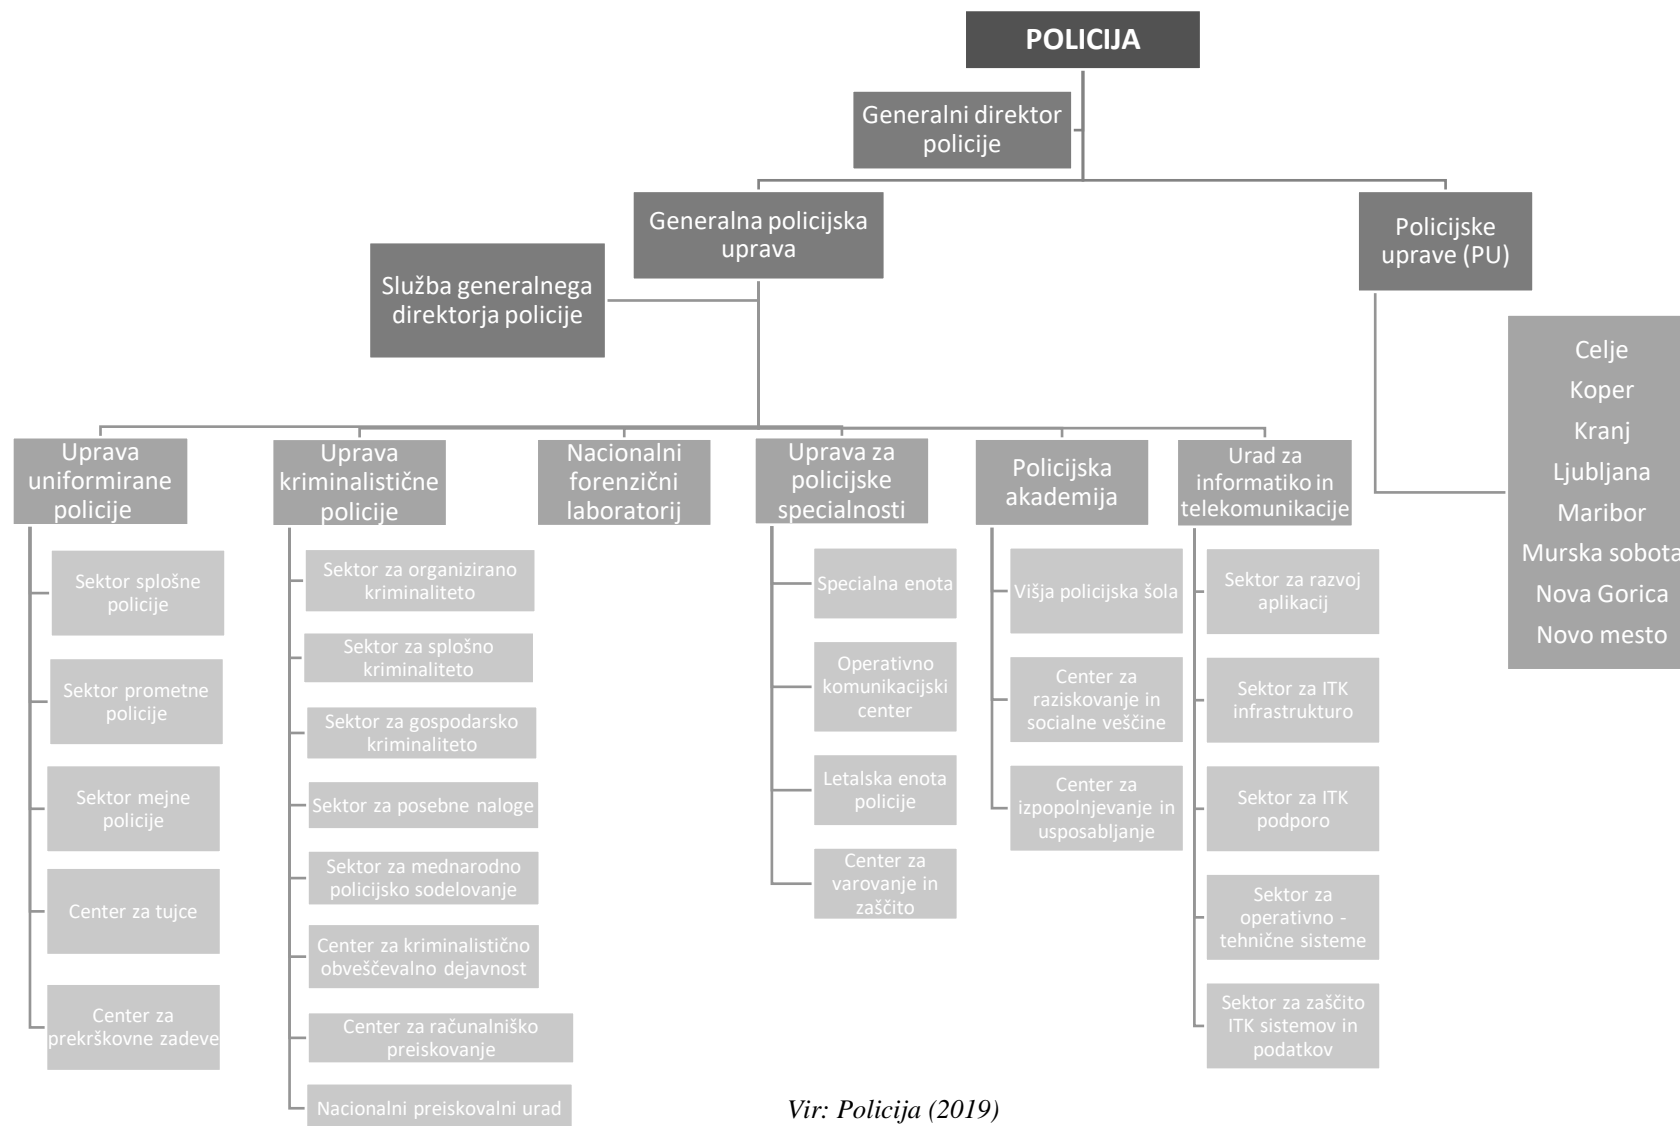 POLICIJA
Generalni direktor
policije
Generalna policijska
uprava
Policijske
uprave (PU)
Služba generalnega
direktorja policije
Celje
Koper
Kranj
Ljubljana
Maribor
Murska sobota
Nova Gorica
Novo mesto
Uprava
uniformirane
policije
Sektor splošne
policije
Sektor prometne
policije
Sektor mejne
policije
Center za tujce
Center za
prekrškovne zadeve
Uprava
kriminalistične
policije
Sektor za organizirano
kriminaliteto
Sektor za splošno
kriminaliteto
Sektor za gospodarsko
kriminaliteto
Sektor za posebne naloge
Sektor za mednarodno
policijsko sodelovanje
Center za kriminalistično
obveščevalno dejavnost
Center za računalniško
preiskovanje
Nacionalni preiskovalni urad
Nacionalni
forenzični
laboratorij
Uprava za
policijske
specialnosti
Specialna enota
Operativno
komunikacijski
center
Letalska enota
policije
Center za
varovanje in
zaščito
Policijska
akademija
Višja policijska šola
Center za
raziskovanje in
socialne veščine
Center za
izpopolnjevanje in
usposabljanje
Urad za
informatiko in
telekomunikacije
Sektor za razvoj
aplikacij
Sektor za ITK
infrastrukturo
Sektor za ITK
podporo
Sektor za
operativno -
tehnične sisteme
Sektor za zaščito
ITK sistemov in
podatkov
Vir: Policija (2019)